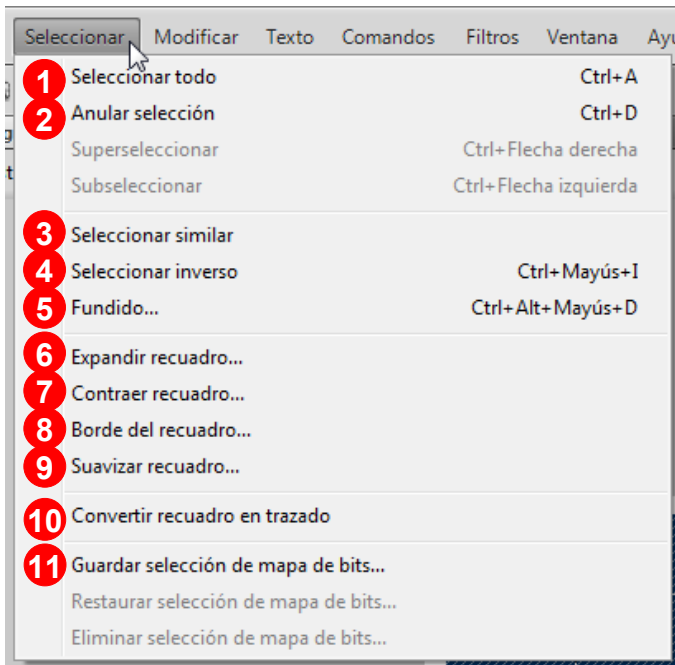 Seleccionar Modificar Texto Comandos Filtros Ventana Ayu
1 Seleccionar todo Ctrl+A
2 Anular selección Ctrl+D
Superseleccionar Ctrl+Flecha derecha
Subseleccionar Ctrl+Flecha izquierda
3 Seleccionar similar
4 Seleccionar inverso Ctrl+Mayús+I
5 Fundido... Ctrl+Alt+Mayús+D
6 Expandir recuadro...
7 Contraer recuadro...
8 Borde del recuadro...
9 Suavizar recuadro...
10 Convertir recuadro en trazado
11 Guardar selección de mapa de bits...
Restaurar selección de mapa de bits...
Eliminar selección de mapa de bits...